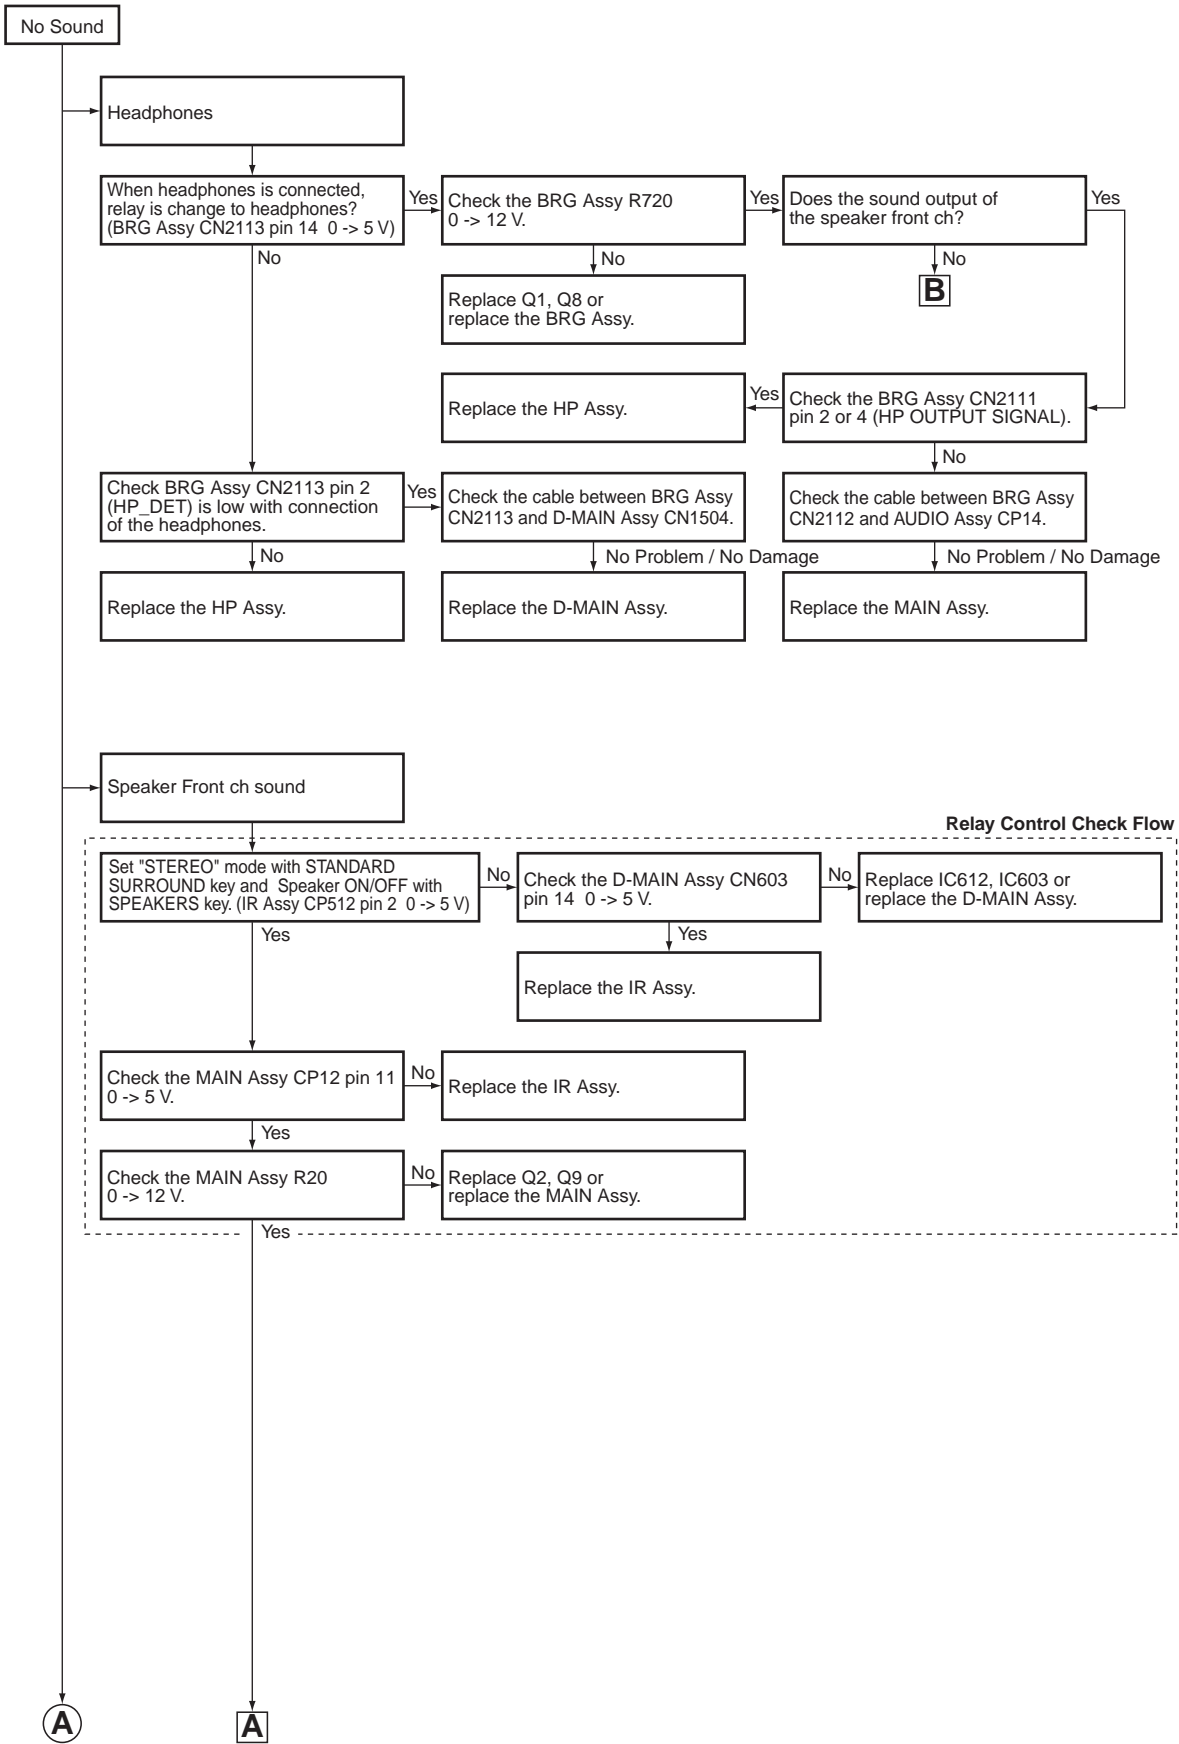 No Sound
Headphones
When headphones is connected,
relay is change to headphones?
(BRG Assy CN2113 pin 14  0 -> 5 V)
Yes
Check the BRG Assy R720
0 -> 12 V.
Yes
Does the sound output of
the speaker front ch?
Yes
No
No
No
B
Replace Q1, Q8 or
replace the BRG Assy.
Replace the HP Assy.
Yes
Check the BRG Assy CN2111
pin 2 or 4 (HP OUTPUT SIGNAL).
No
Check BRG Assy CN2113 pin 2
(HP_DET) is low with connection
of the headphones.
Yes
Check the cable between BRG Assy
CN2113 and D-MAIN Assy CN1504.
Check the cable between BRG Assy
CN2112 and AUDIO Assy CP14.
No
No Problem / No Damage
No Problem / No Damage
Replace the HP Assy.
Replace the D-MAIN Assy.
Replace the MAIN Assy.
Speaker Front ch sound
Relay Control Check Flow
Set "STEREO" mode with STANDARD
SURROUND key and  Speaker ON/OFF with
SPEAKERS key. (IR Assy CP512 pin 2  0 -> 5 V)
No
Check the D-MAIN Assy CN603
pin 14  0 -> 5 V.
No
Replace IC612, IC603 or
replace the D-MAIN Assy.
Yes
Yes
Replace the IR Assy.
Check the MAIN Assy CP12 pin 11
0 -> 5 V.
No
Replace the IR Assy.
Yes
Check the MAIN Assy R20
0 -> 12 V.
No
Replace Q2, Q9 or
replace the MAIN Assy.
Yes
A
A